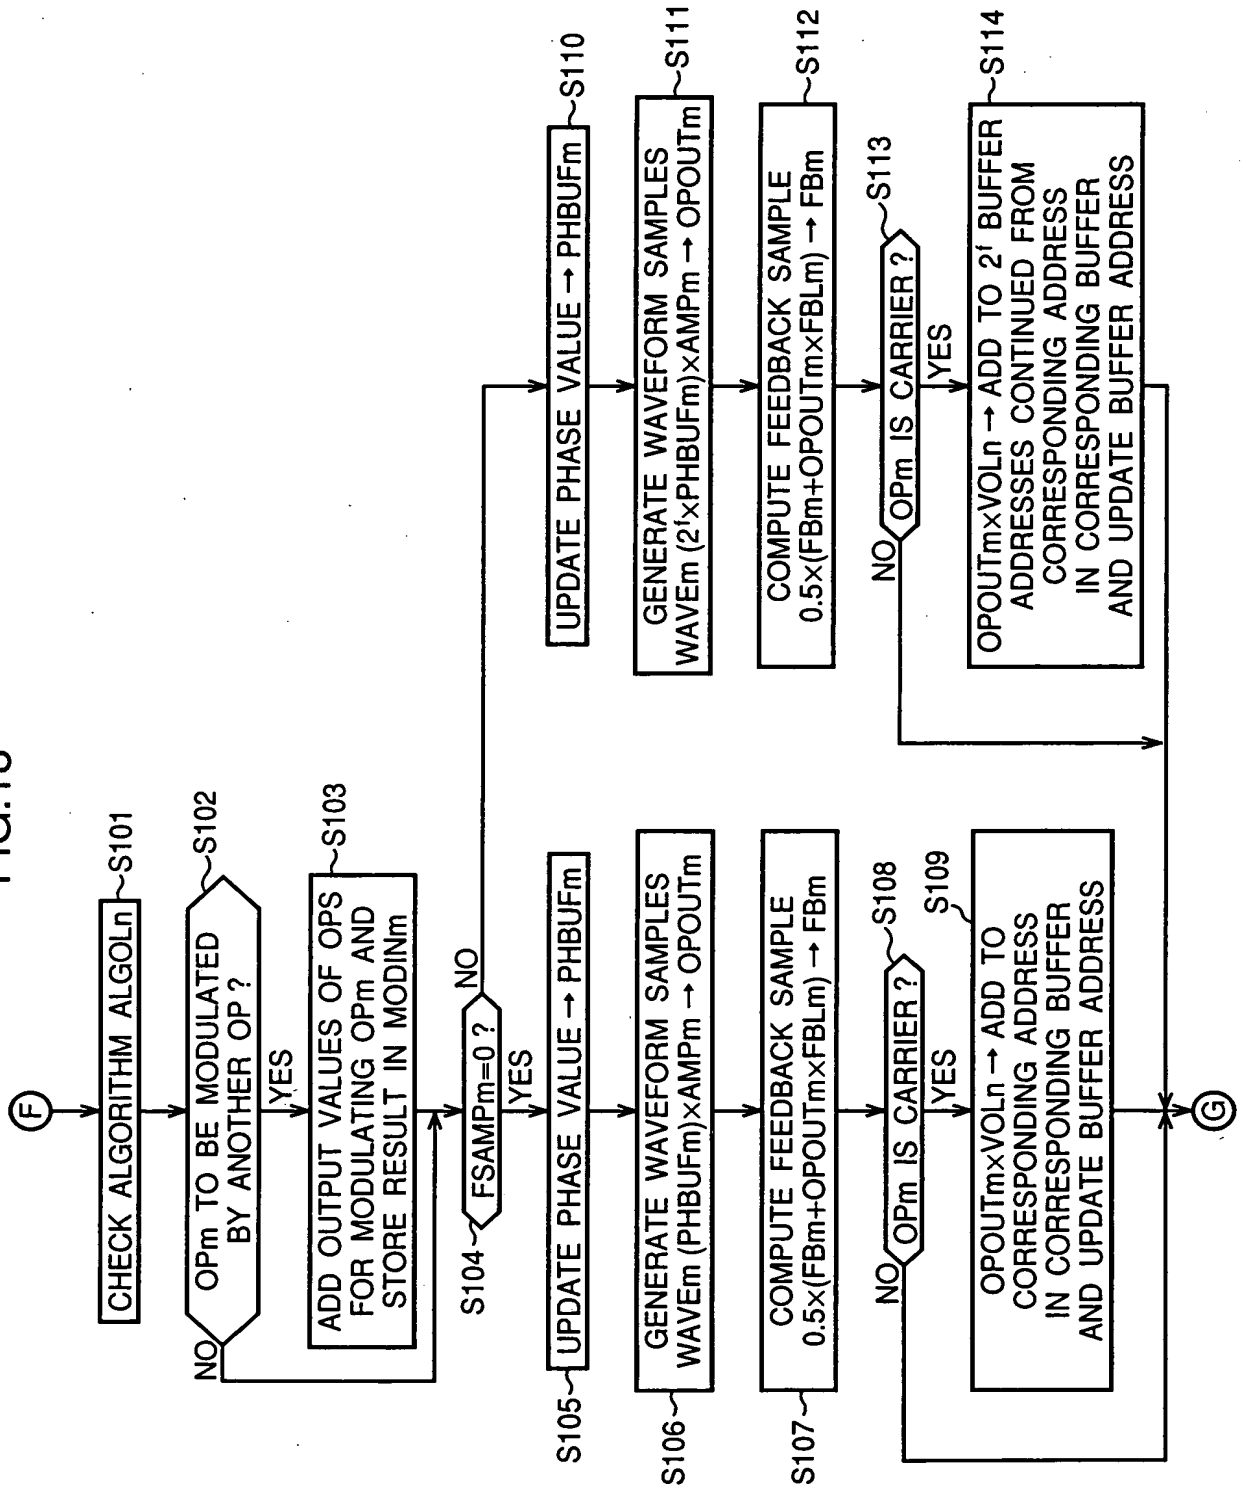 F
CHECK ALGORITHM ALGOLn
S101
OPm TO BE MODULATED
BY ANOTHER OP ?
S102
NO
YES
ADD OUTPUT VALUES OF OPS
FOR MODULATING OPm AND
STORE RESULT IN MODINm
S103
FSAMPm=0 ?
S104
NO
YES
S105
UPDATE PHASE VALUE → PHBUFm
S106
GENERATE WAVEFORM SAMPLES
WAVEm (PHBUFm)×AMPm → OPOUTm
S107
COMPUTE FEEDBACK SAMPLE
0.5×(FBm+OPOUTm×FBLm) → FBm
OPm IS CARRIER ?
S108
NO
YES
S109
OPOUTm×VOLn → ADD TO
CORRESPONDING ADDRESS
IN CORRESPONDING BUFFER
AND UPDATE BUFFER ADDRESS
UPDATE PHASE VALUE → PHBUFm
S110
GENERATE WAVEFORM SAMPLES
WAVEm (2^f×PHBUFm)×AMPm → OPOUTm
S111
COMPUTE FEEDBACK SAMPLE
0.5×(FBm+OPOUTm×FBLm) → FBm
S112
OPm IS CARRIER ?
S113
NO
YES
OPOUTm×VOLn → ADD TO 2^f BUFFER
ADDRESSES CONTINUED FROM
CORRESPONDING ADDRESS
IN CORRESPONDING BUFFER
AND UPDATE BUFFER ADDRESS
S114
G